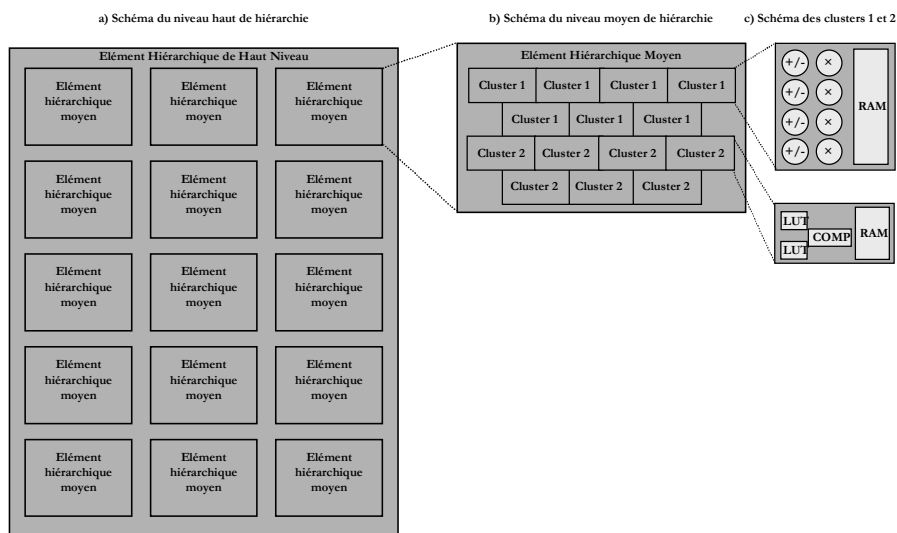 a) Schéma du niveau haut de hiérarchie
b) Schéma du niveau moyen de hiérarchie
c) Schéma des clusters 1 et 2
Elément Hiérarchique de Haut Niveau
Elément
hiérarchique
moyen
Elément
hiérarchique
moyen
Elément
hiérarchique
moyen
Elément
hiérarchique
moyen
Elément
hiérarchique
moyen
Elément
hiérarchique
moyen
Elément
hiérarchique
moyen
Elément
hiérarchique
moyen
Elément
hiérarchique
moyen
Elément
hiérarchique
moyen
Elément
hiérarchique
moyen
Elément
hiérarchique
moyen
Elément
hiérarchique
moyen
Elément
hiérarchique
moyen
Elément
hiérarchique
moyen
Elément Hiérarchique Moyen
Cluster 1 Cluster 1 Cluster 1 Cluster 1
Cluster 1 Cluster 1 Cluster 1
Cluster 2 Cluster 2 Cluster 2 Cluster 2
Cluster 2 Cluster 2 Cluster 2
+/- ×
+/- ×
+/- ×
+/- ×
RAM
LUT
LUT
COMP
RAM